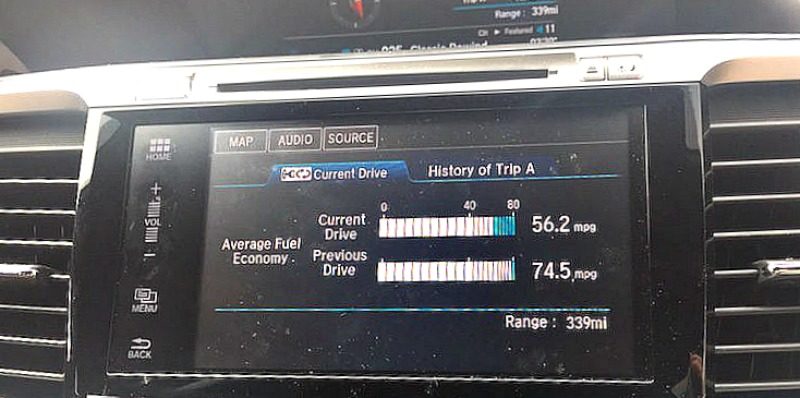 Range: 339mi
Featured 11
MAP AUDIO SOURCE
HOME
Current Drive History of Trip A
VOL
0 40 80
Current Drive
56.2 mpg
Average Fuel Economy
Previous Drive
74.5 mpg
MENU
Range : 339mi
BACK